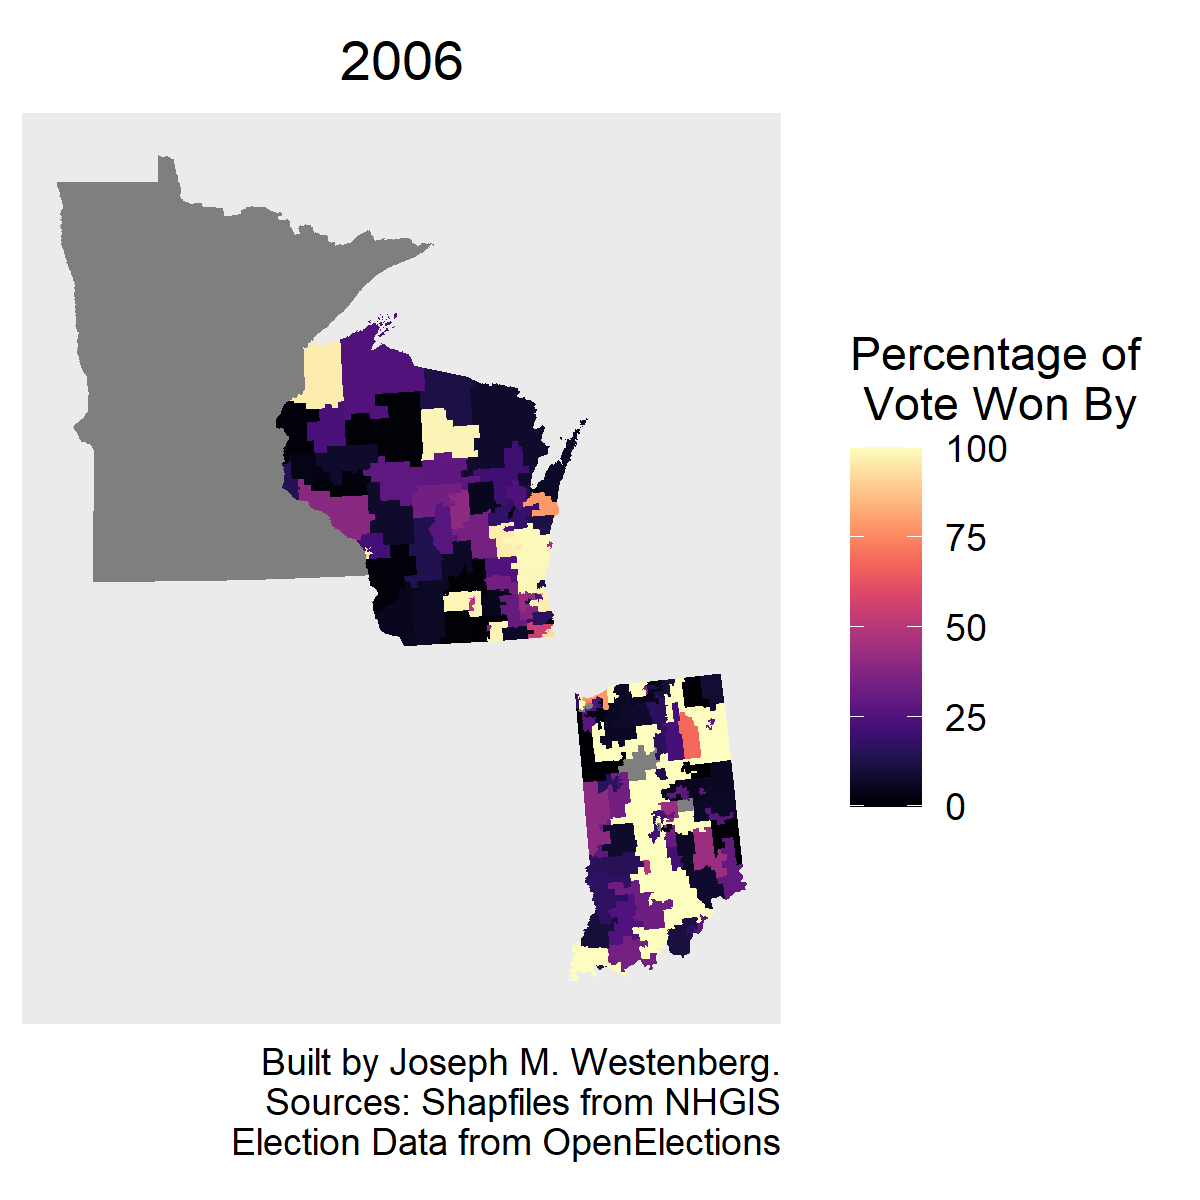 2006
Percentage of
Vote Won By
100
75
50
25
0
Built by Joseph M. Westenberg.
Sources: Shapfiles from NHGIS
Election Data from OpenElections